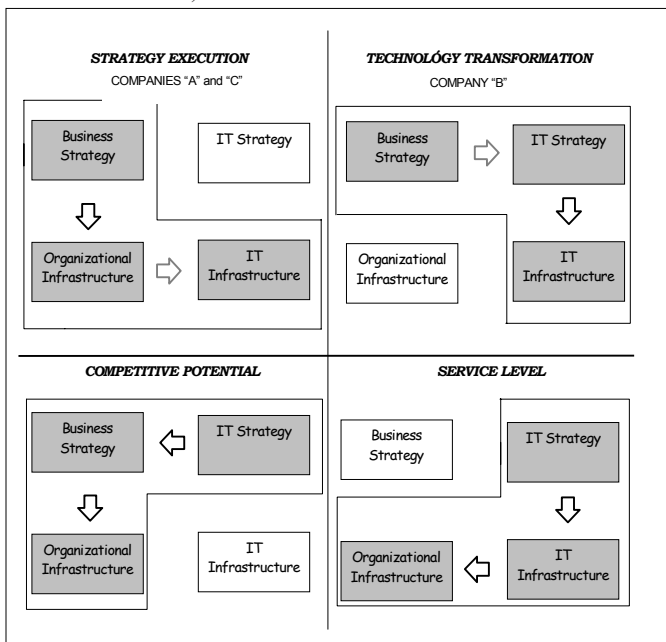 STRATEGY EXECUTION
COMPANIES “A” and “C”
Business
Strategy
IT Strategy
Organizational
Infrastructure
IT
Infrastructure
TECHNOLÓGY TRANSFORMATION
COMPANY “B”
Business
Strategy
IT Strategy
Organizational
Infrastructure
IT
Infrastructure
COMPETITIVE POTENTIAL
Business
Strategy
IT Strategy
Organizational
Infrastructure
IT
Infrastructure
SERVICE LEVEL
Business
Strategy
IT Strategy
Organizational
Infrastructure
IT
Infrastructure